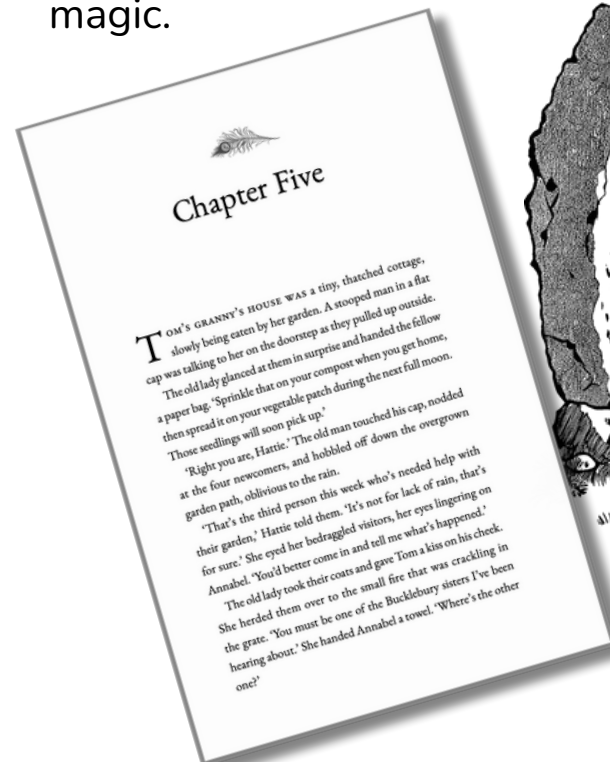 magic.
Chapter Five
TOM'S GRANNY'S HOUSE WAS a tiny, thatched cottage,
slowly being eaten by her garden. A stooped man in a flat
cap was talking to her on the doorstep as they pulled up outside.
The old lady glanced at them in surprise and handed the fellow
a paper bag. ‘Sprinkle that on your compost when you get home,
then spread it on your vegetable patch during the next full moon.
Those seedlings will soon pick up.’
‘Right you are, Hattie.’ The old man touched his cap, nodded
at the four newcomers, and hobbled off down the overgrown
garden path, oblivious to the rain.
‘That’s the third person this week who’s needed help with
their garden,’ Hattie told them. ‘It’s not for lack of rain, that’s
for sure.’ She eyed her bedraggled visitors, her eyes lingering on
Annabel. ‘You’d better come in and tell me what’s happened.’
The old lady took their coats and gave Tom a kiss on his cheek.
She herded them over to the small fire that was crackling in
the grate. ‘You must be one of the Bucklebury sisters I’ve been
hearing about.’ She handed Annabel a towel. ‘Where’s the other
one?’